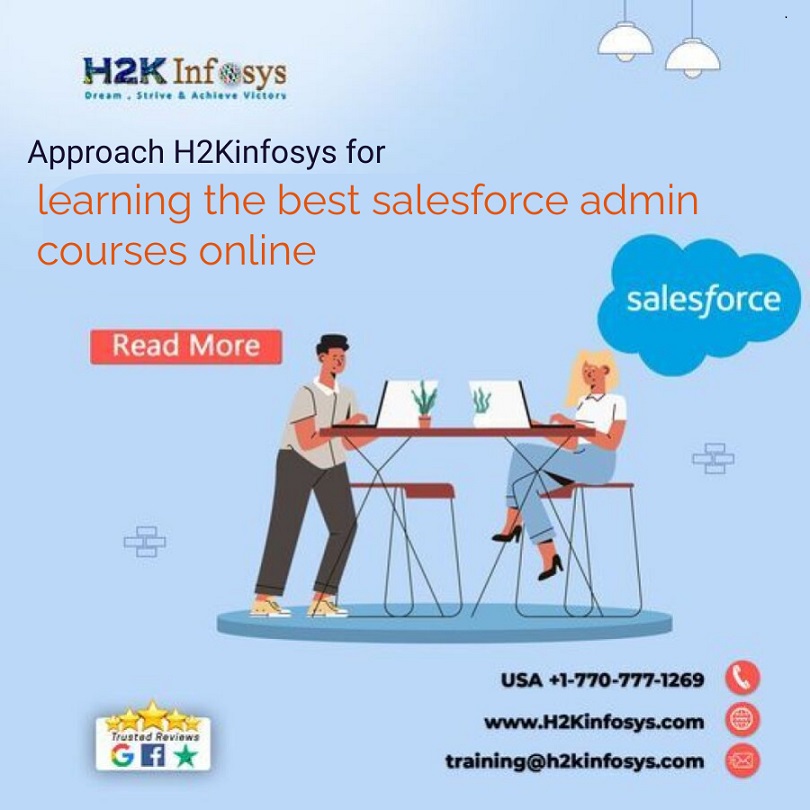 H2K Infosys
Dream , Strive & Achieve Victory
Approach H2Kinfosys for
learning the best salesforce admin
courses online
salesforce
Read More
USA +1-770-777-1269
www.H2Kinfosys.com
training@h2kinfosys.com
Trusted Reviews